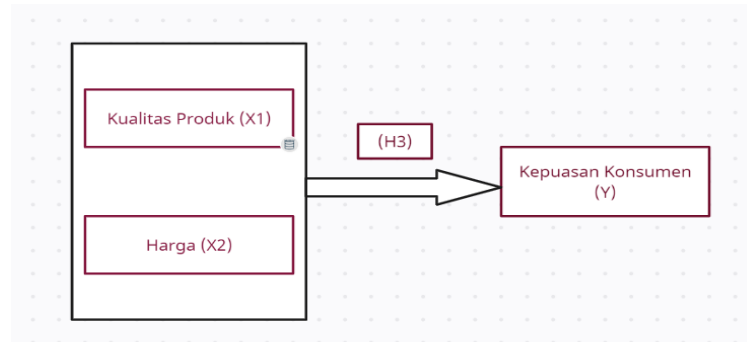 Kualitas Produk (X1)
(H3)
Kepuasan Konsumen
(Y)
Harga (X2)